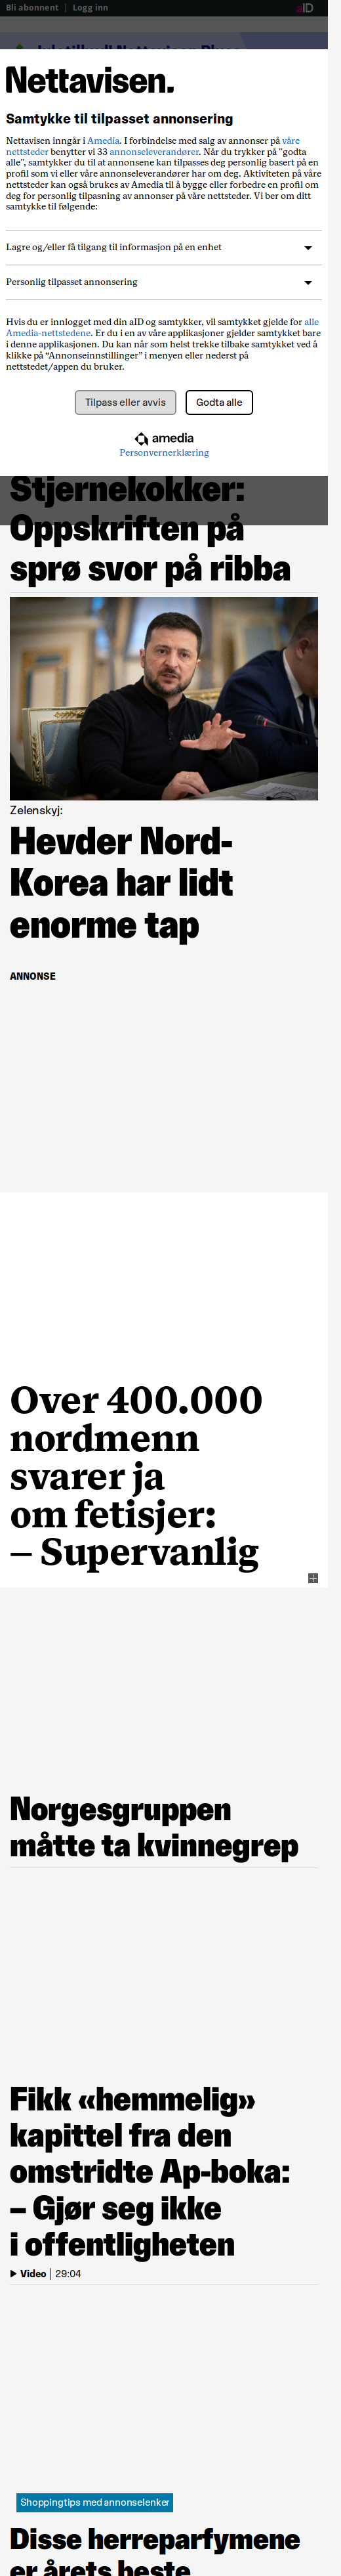 Bli abonnent | Logg inn
aID
Nettavisen.
Samtykke til tilpasset annonsering
Nettavisen inngår i Amedia. I forbindelse med salg av annonser på våre
nettsteder benytter vi 33 annonseleverandører. Når du trykker på "godta
alle", samtykker du til at annonsene kan tilpasses deg personlig basert på en
profil som vi eller våre annonseleverandører har om deg. Aktiviteten på våre
nettsteder kan også brukes av Amedia til å bygge eller forbedre en profil om
deg for personlig tilpasning av annonser på våre nettsteder. Vi ber om ditt
samtykke til følgende:
Lagre og/eller få tilgang til informasjon på en enhet
Personlig tilpasset annonsering
Hvis du er innlogget med din aID og samtykker, vil samtykket gjelde for alle
Amedia-nettstedene. Er du i en av våre applikasjoner gjelder samtykket bare
i denne applikasjonen. Du kan når som helst trekke tilbake samtykket ved å
klikke på “Annonseinnstillinger” i menyen eller nederst på
nettstedet/appen du bruker.
Tilpass eller avvis
Godta alle
amedia
Personvernerklæring
Stjernekokker:
Oppskriften på
sprø svor på ribba
Zelenskyj:
Hevder Nord-
Korea har lidt
enorme tap
ANNONSE
Over 400.000
nordmenn
svarer ja
om fetisjer:
– Supervanlig
Norgesgruppen
måtte ta kvinnegrep
Fikk «hemmelig»
kapittel fra den
omstridte Ap-boka:
– Gjør seg ikke
i offentligheten
Video | 29:04
Shoppingtips med annonselenker
Disse herreparfymene
er årets beste